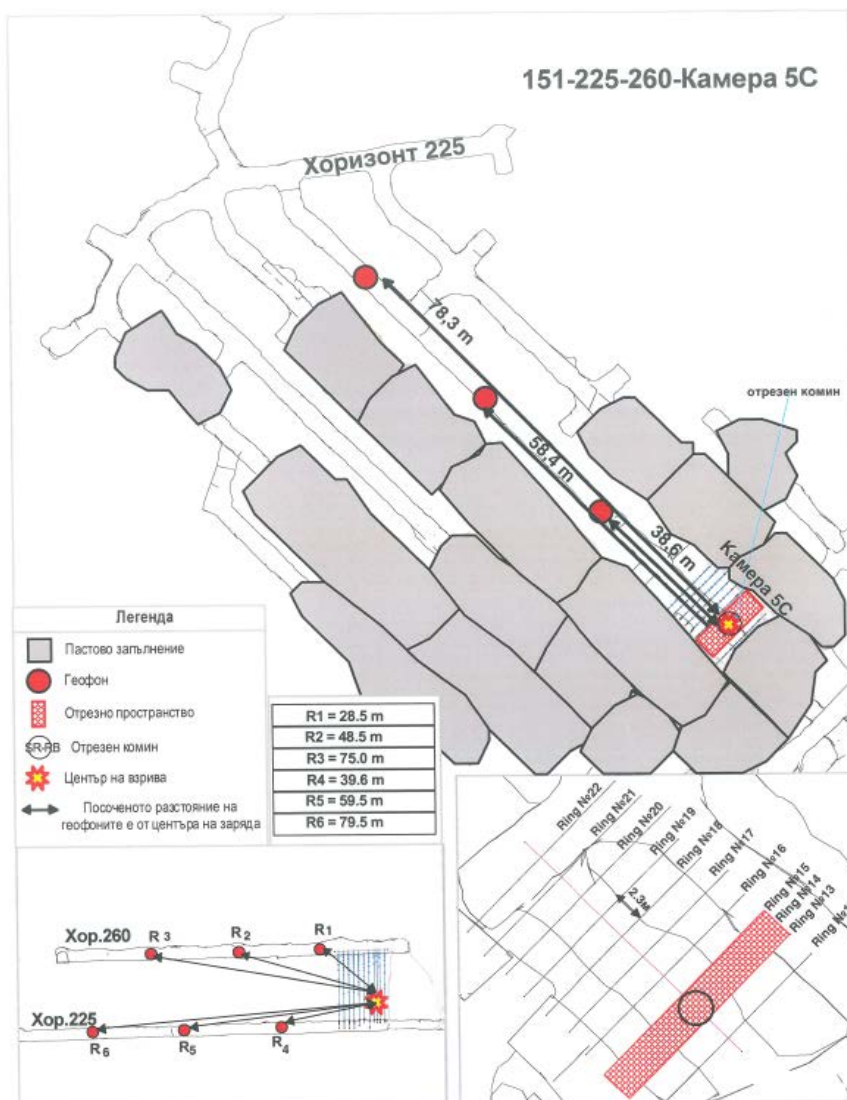 151-225-260-Камера 5С
Хоризонт 225
78,3 m
58,4 m
38,6 m
отрезен комин
Камера 5С
Легенда
Пастово запълнение
Геофон
Отрезно пространство
SR-RB
Отрезен комин
Център на взрива
Посоченото разстояние на
геофоните е от центъра на заряда
R1 = 28.5 m
R2 = 48.5 m
R3 = 75.0 m
R4 = 39.6 m
R5 = 59.5 m
R6 = 79.5 m
Хор.260
R 3
R2
R1
Хор.225
R6
R5
R4
Ring №22
Ring №21
Ring №20
Ring №19
Ring №18
Ring №17
Ring №16
Ring №15
Ring №14
Ring №13
2.3м